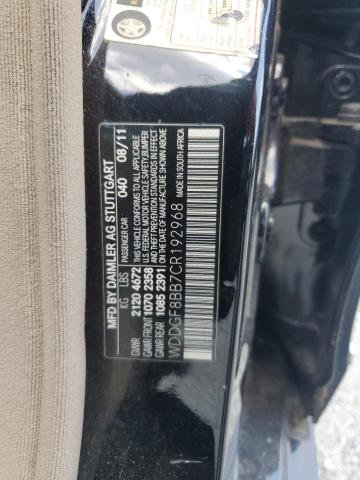 MFD BY DAIMLER AG STUTTGART
PASSENGER CAR 040 08/11
KG LBS
GVWR 2120 4672
GAWR FRONT 1070 2358
GAWR REAR 1085 2391
THIS VEHICLE CONFORMS TO ALL APPLICABLE
U.S. FEDERAL MOTOR VEHICLE SAFETY, BUMPER
AND THEFT PREVENTION STANDARDS IN EFFECT
ON THE DATE OF MANUFACTURE SHOWN ABOVE.
MADE IN SOUTH AFRICA
WDDGF8BB7CR192968